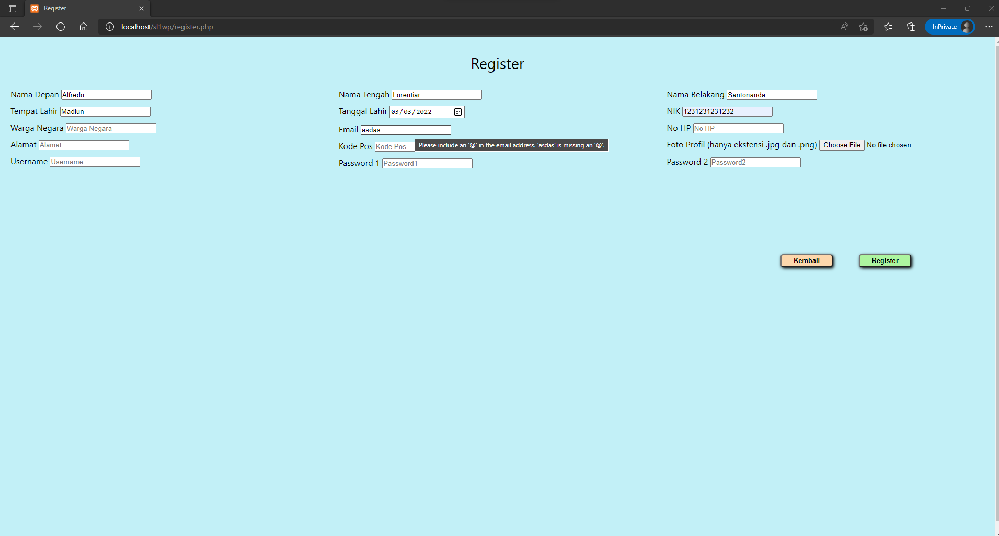 Register
localhost/sl1wp/register.php
InPrivate
Register
Nama Depan Alfredo Nama Tengah Lorentiar Nama Belakang Santonanda
Tempat Lahir Madiun Tanggal Lahir 03/03/2022 NIK 1231231231232
Warga Negara Warga Negara Email asdas No HP No HP
Alamat Alamat Kode Pos Kode Pos Please include an '@' in the email address. 'asdas' is missing an '@'. Foto Profil (hanya ekstensi .jpg dan .png) Choose File No file chosen
Username Username Password 1 Password1 Password 2 Password2
Kembali Register